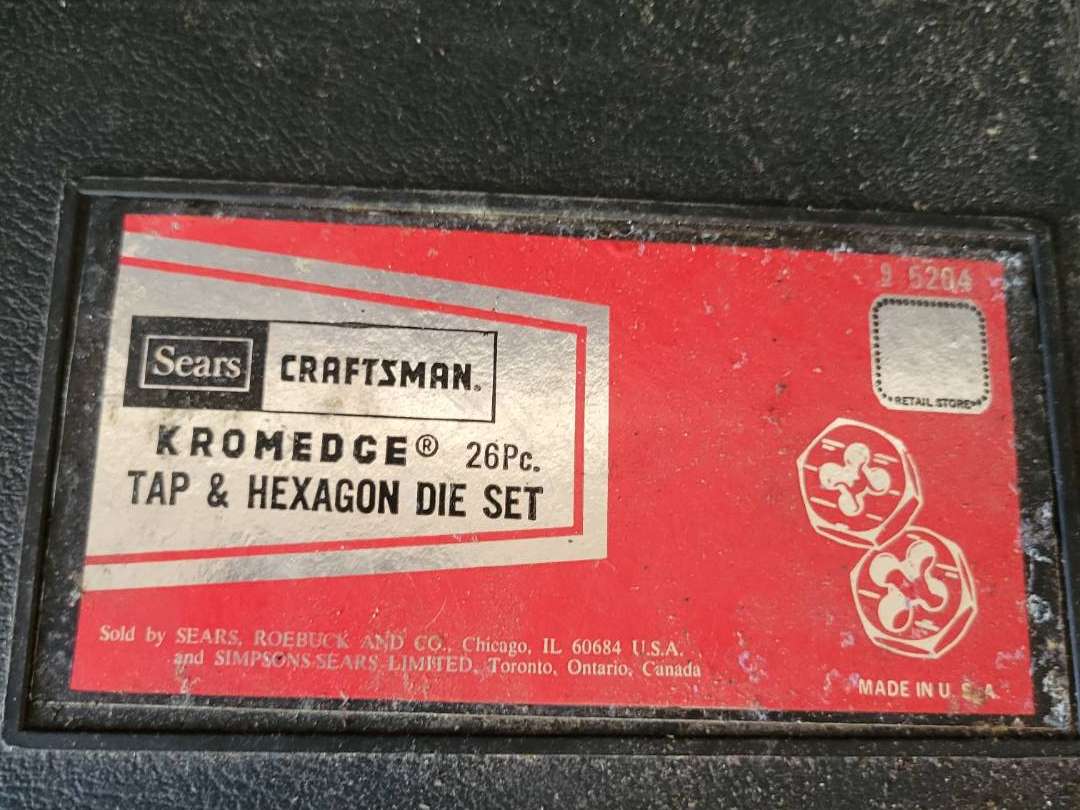 9 5204
RETAIL STORE
Sears CRAFTSMAN®
KROMEDGE® 26Pc.
TAP & HEXAGON DIE SET
Sold by SEARS, ROEBUCK AND CO., Chicago, IL 60684 U.S.A.
and SIMPSONS-SEARS LIMITED, Toronto, Ontario, Canada
MADE IN U.S.A.